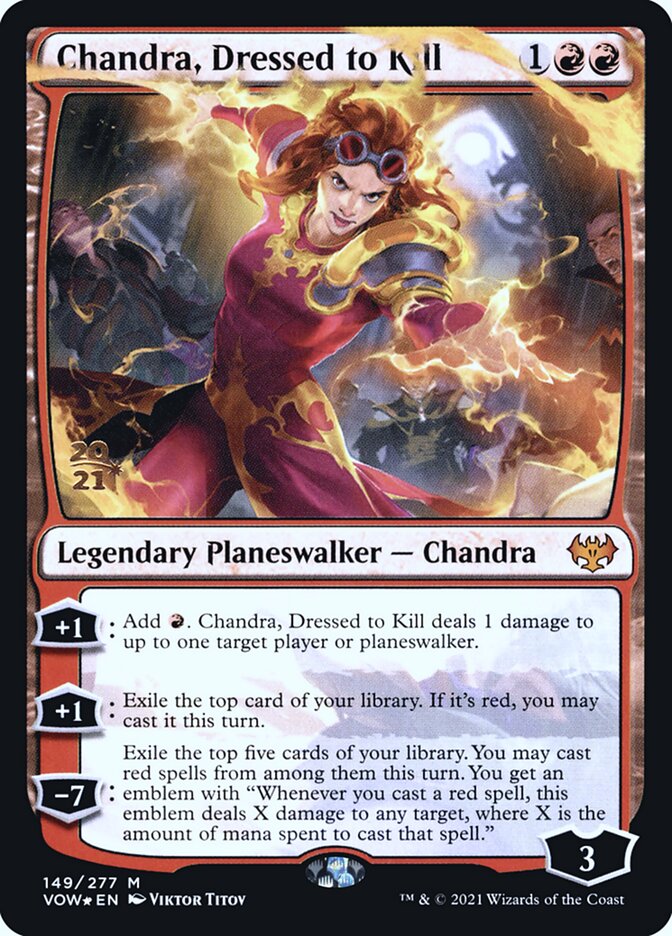 Chandra, Dressed to Kill 1
20
21
Legendary Planeswalker — Chandra
+1 : Add . Chandra, Dressed to Kill deals 1 damage to
up to one target player or planeswalker.
+1 : Exile the top card of your library. If it's red, you may
cast it this turn.
−7 : Exile the top five cards of your library. You may cast
red spells from among them this turn. You get an
emblem with “Whenever you cast a red spell, this
emblem deals X damage to any target, where X is the
amount of mana spent to cast that spell.”
3
149/277 M
VOW★EN Viktor Titov
™ & © 2021 Wizards of the Coast